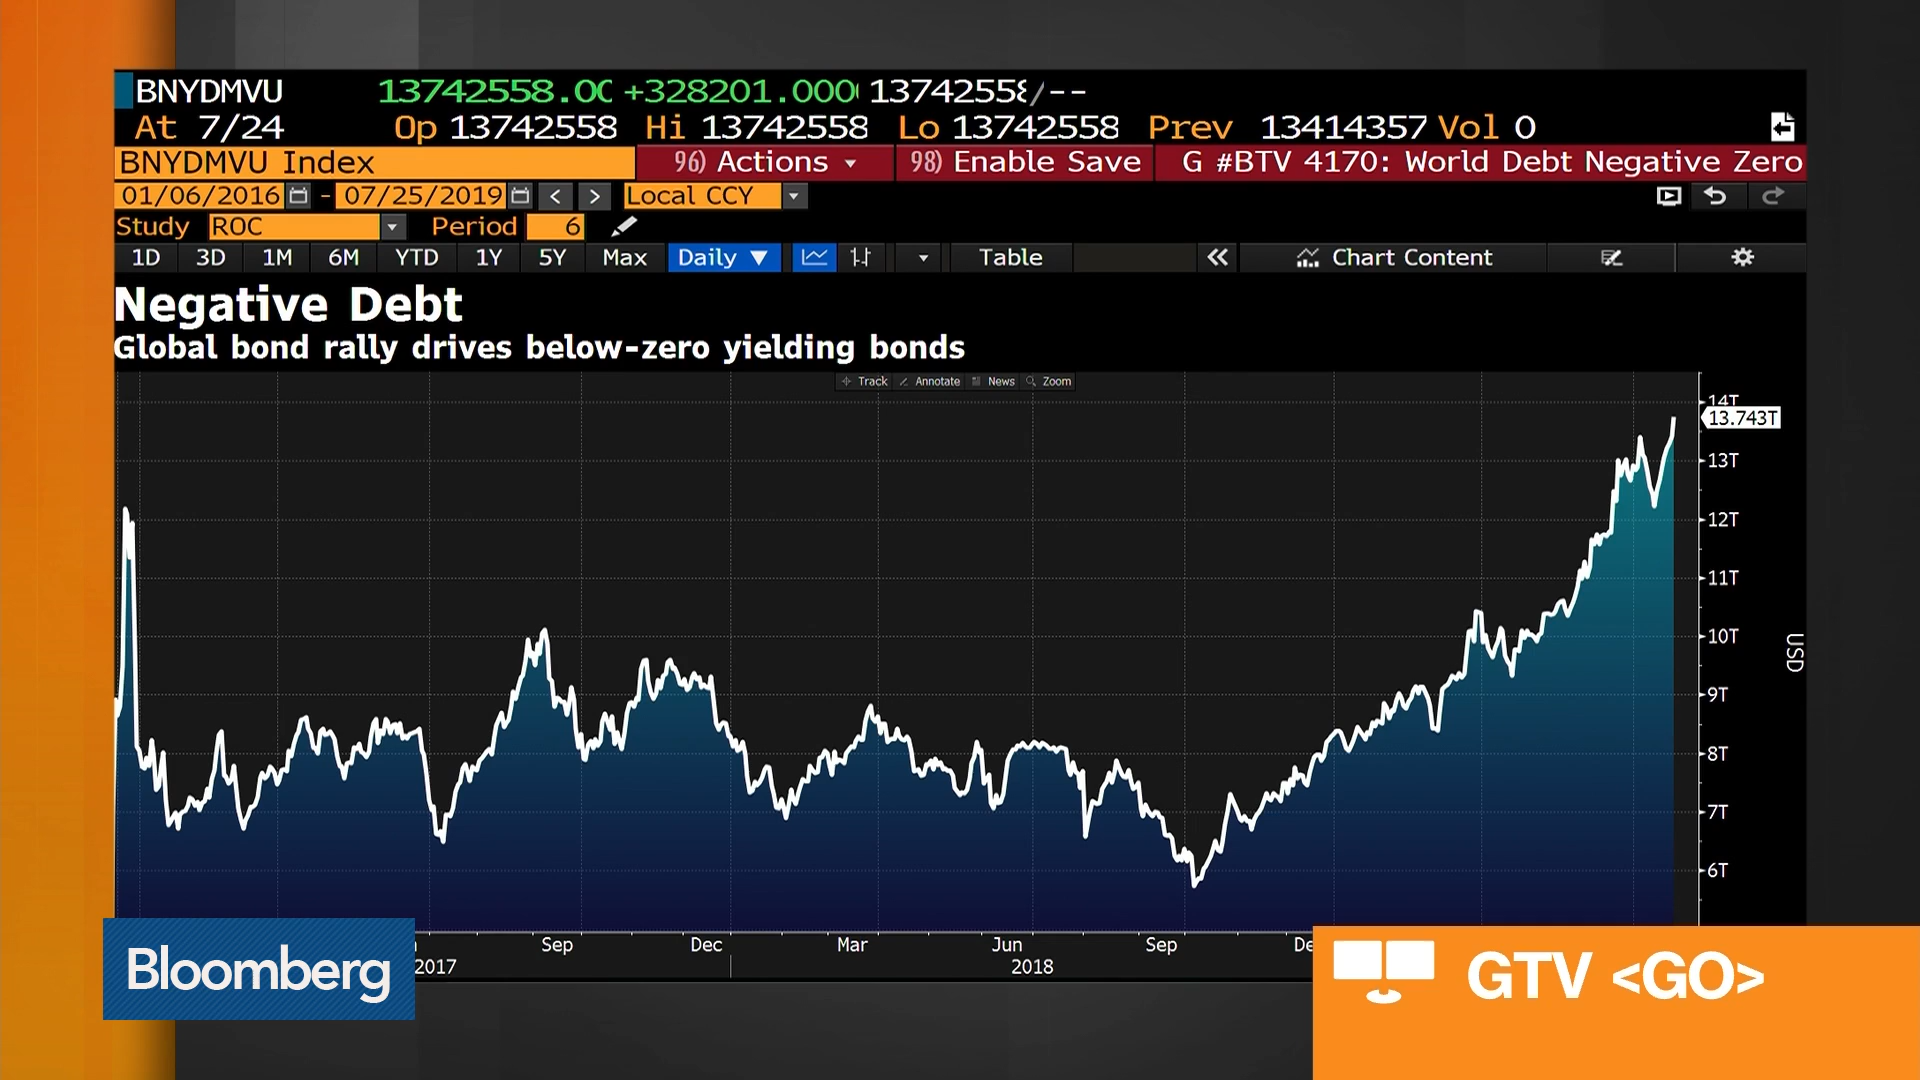 BNYDMVU 13742558.00 +328201.000 13742558/--
At 7/24 Op 13742558 Hi 13742558 Lo 13742558 Prev 13414357 Vol 0
BNYDMVU Index 96) Actions 98) Enable Save G #BTV 4170: World Debt Negative Zero
01/06/2016 - 07/25/2019 < > Local CCY
Study ROC Period 6
1D 3D 1M 6M YTD 1Y 5Y Max Daily ▼ Table « Chart Content
Negative Debt
Global bond rally drives below-zero yielding bonds
Track Annotate News Zoom
14T
13.743T
13T
12T
11T
10T
9T
8T
7T
6T
USD
Sep Dec Mar Jun Sep
2017 2018
Bloomberg
GTV <GO>